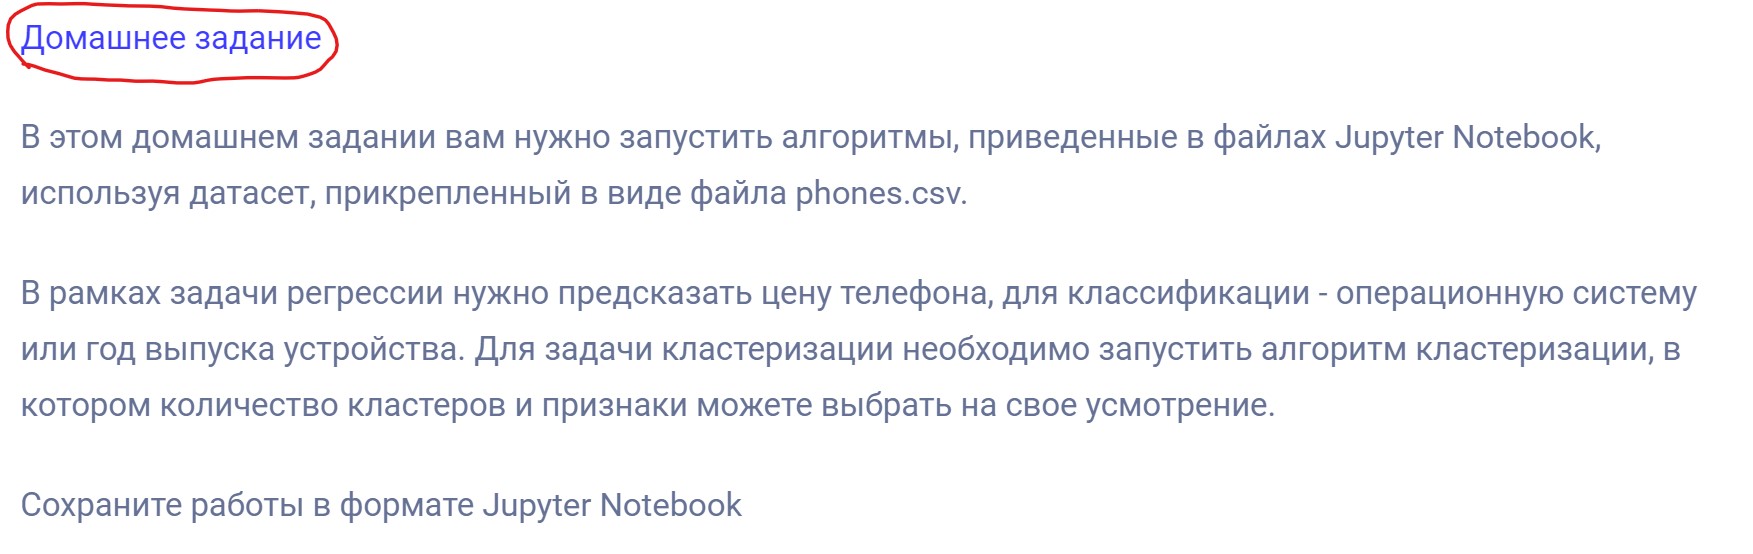 Домашнее задание
В этом домашнем задании вам нужно запустить алгоритмы, приведенные в файлах Jupyter Notebook,
используя датасет, прикрепленный в виде файла phones.csv.
В рамках задачи регрессии нужно предсказать цену телефона, для классификации - операционную систему
или год выпуска устройства. Для задачи кластеризации необходимо запустить алгоритм кластеризации, в
котором количество кластеров и признаки можете выбрать на свое усмотрение.
Сохраните работы в формате Jupyter Notebook